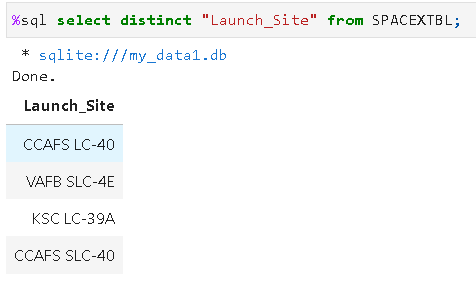 %sql select distinct "Launch_Site" from SPACEXTBL;
* sqlite:///my_data1.db
Done.
Launch_Site
CCAFS LC-40
VAFB SLC-4E
KSC LC-39A
CCAFS SLC-40